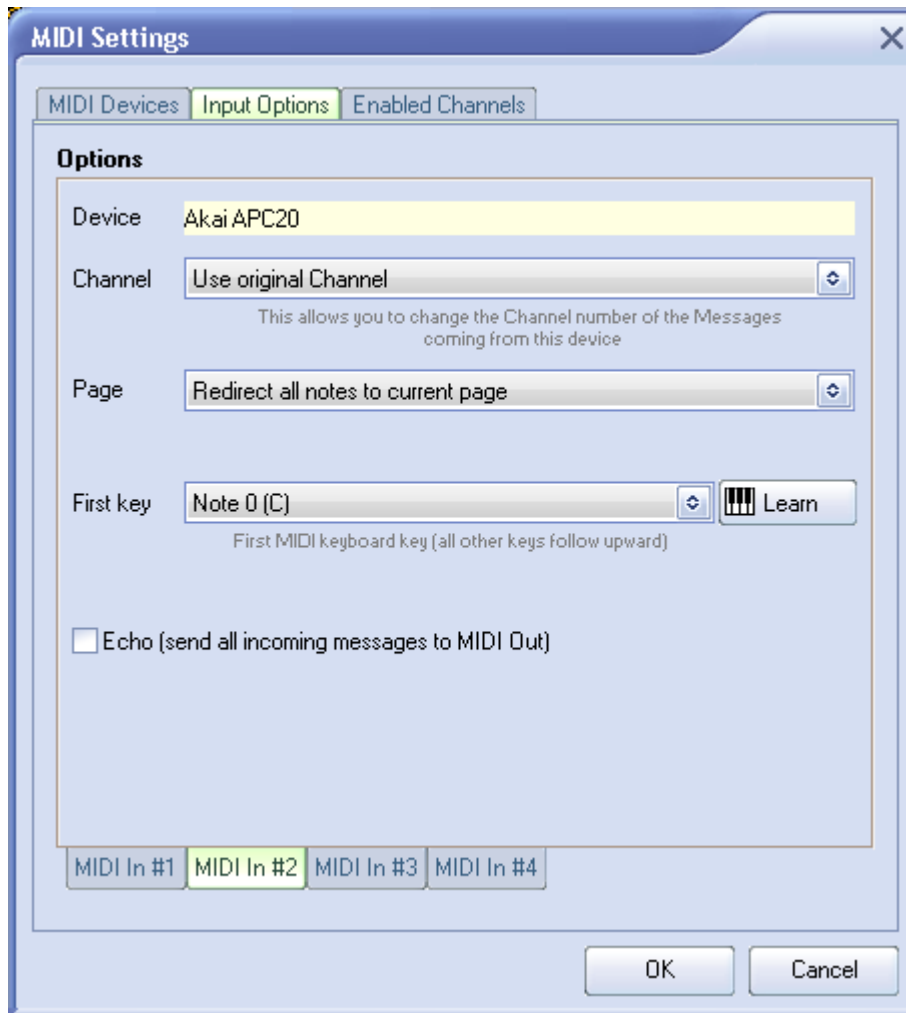 MIDI Settings
MIDI Devices Input Options Enabled Channels
Options
Device Akai APC20
Channel Use original Channel
This allows you to change the Channel number of the Messages
coming from this device
Page Redirect all notes to current page
First key Note 0 (C) Learn
First MIDI keyboard key (all other keys follow upward)
Echo (send all incoming messages to MIDI Out)
MIDI In #1 MIDI In #2 MIDI In #3 MIDI In #4
OK Cancel